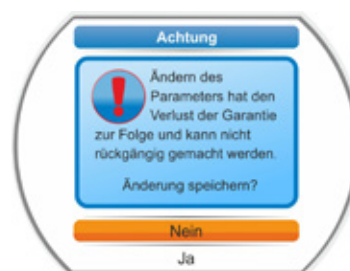 Achtung
Ändern des
Parameters hat den
Verlust der Garantie
zur Folge und kann nicht
rückgängig gemacht werden.
Änderung speichern?
Nein
Ja